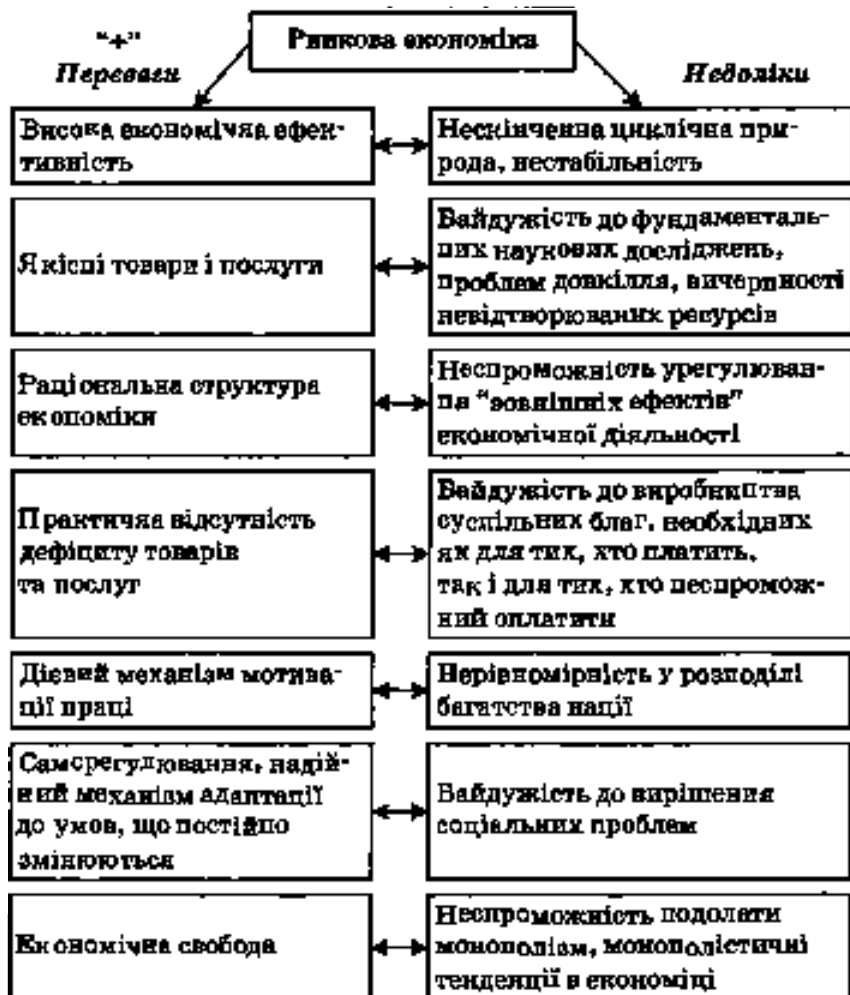 Ринкова економіка
“+”
Переваги
Недоліки
Висока економічна ефек-
тивність
Нескінченна циклічна при-
рода, нестабільність
Якісні товари і послуги
Байдужість до фундаменталь-
них наукових досліджень,
проблем довкілля, вичерпності
невідтворюваних ресурсів
Раціональна структура
економіки
Неспроможність урегулюван-
на “зовнішніх ефектів”
економічної діяльності
Практична відсутність
дефіциту товарів
та послуг
Байдужість до виробництва
суспільних благ, необхідних
як для тих, хто платить,
так і для тих, хто неспромож-
ний оплатити
Дієвий механізм мотива-
ції праці
Нерівномірність у розподілі
багатства нації
Саморегулювання, надій-
ний механізм адаптації
до умов, що постійно
змінюються
Байдужість до вирішення
соціальних проблем
Економічна свобода
Неспроможність подолати
монополізм, монополістичні
тенденції в економіці